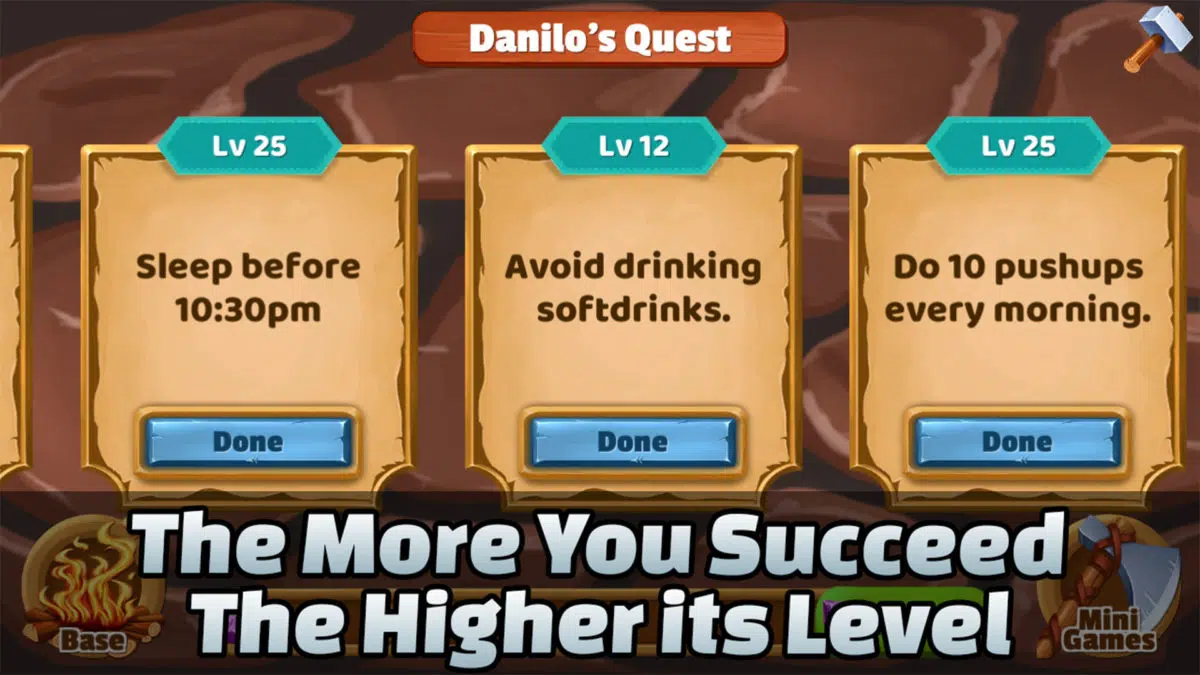 Danilo's Quest
Lv 25
Sleep before
10:30pm
Done
Lv 12
Avoid drinking
softdrinks.
Done
Lv 25
Do 10 pushups
every morning.
Done
The More You Succeed
The Higher its Level
Base
Mini
Games